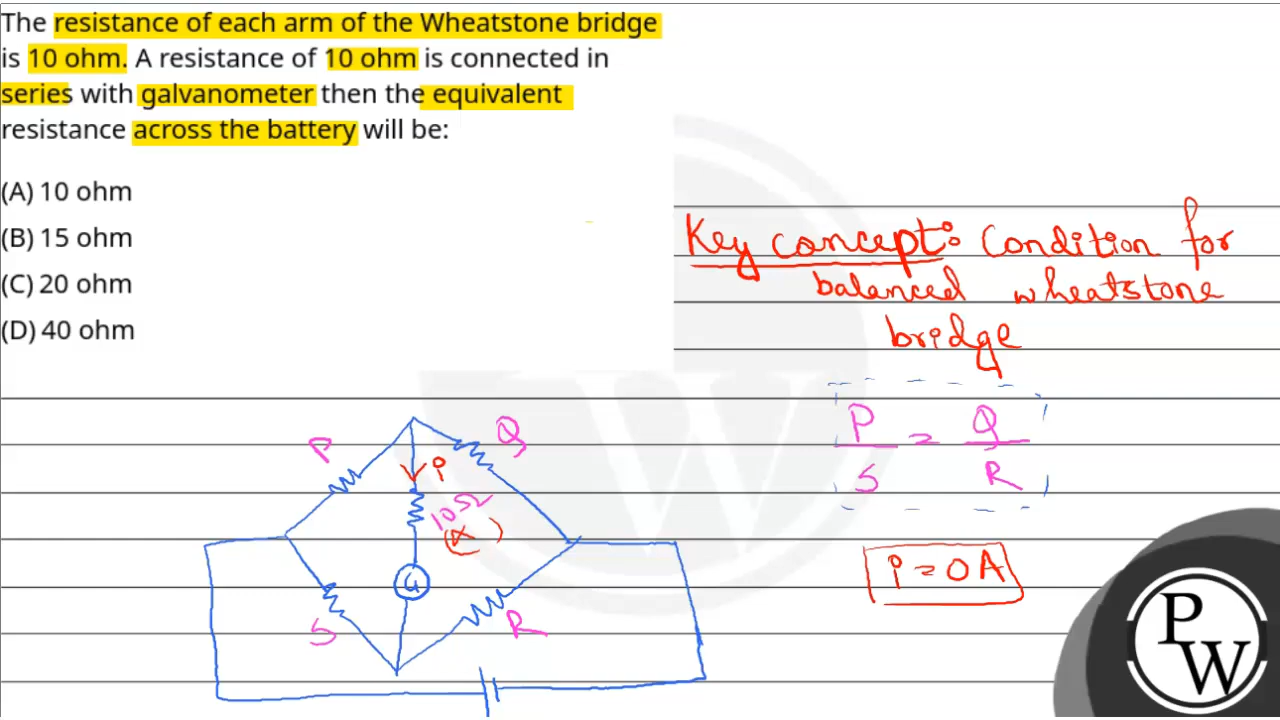 The resistance of each arm of the Wheatstone bridge
is 10 ohm. A resistance of 10 ohm is connected in
series with galvanometer then the equivalent
resistance across the battery will be:
(A) 10 ohm
(B) 15 ohm
(C) 20 ohm
(D) 40 ohm
Key concept: Condition for
balanced wheatstone
bridge
P/S = Q/R
i = 0 A
P
Q
i
10Ω
(×)
G
S
R
W
P
W